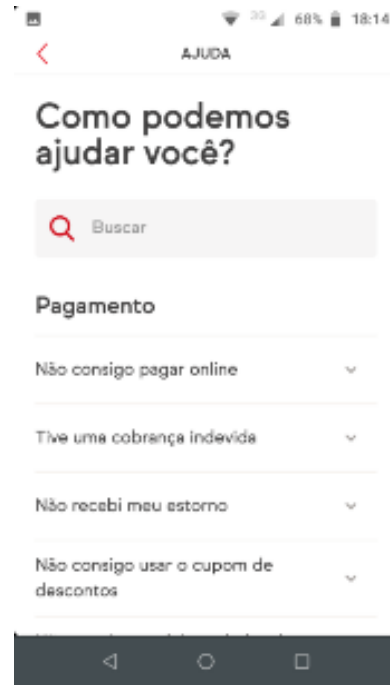 3G 68% 18:14
AJUDA
Como podemos
ajudar você?
Buscar
Pagamento
Não consigo pagar online
Tive uma cobrança indevida
Não recebi meu estorno
Não consigo usar o cupom de
descontos